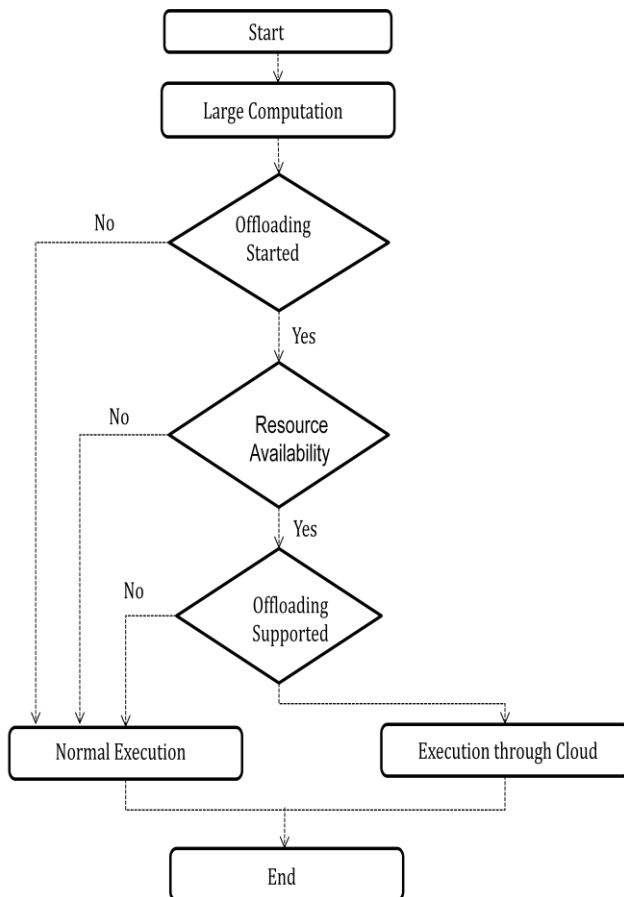 Start
Large Computation
Offloading
Started
No
Yes
Resource
Availability
No
Yes
Offloading
Supported
No
Normal Execution
Execution through Cloud
End